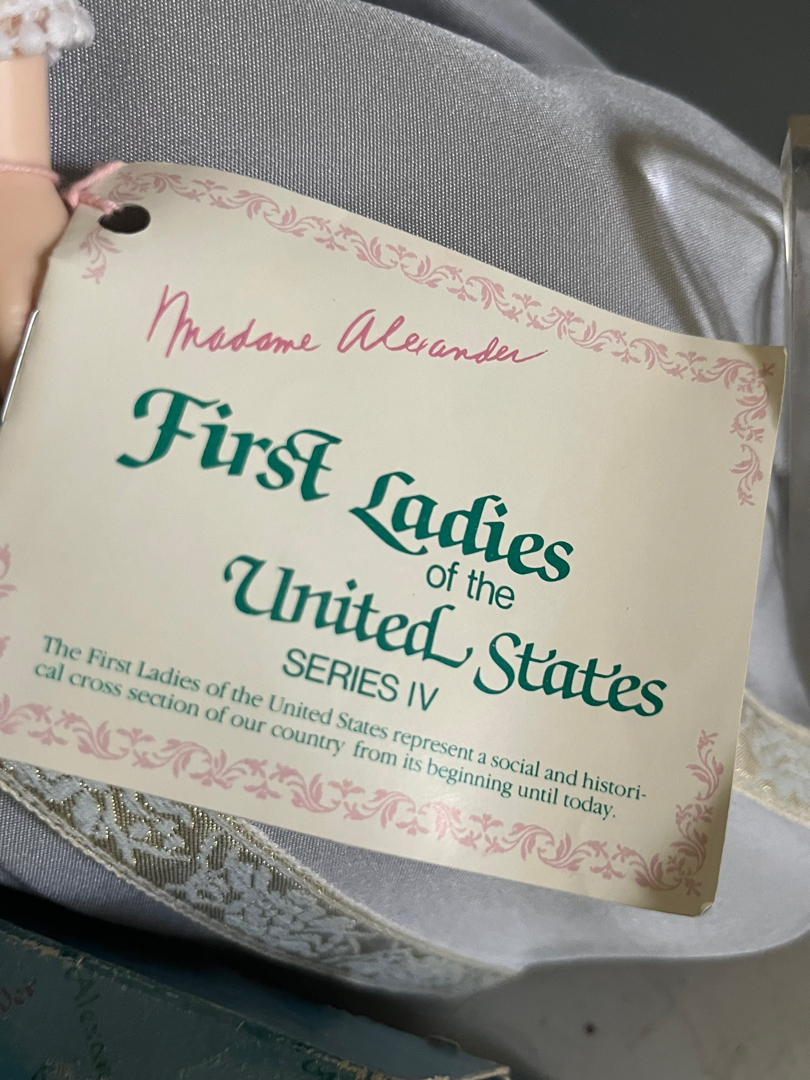 Madame Alexander
First Ladies
of the
United States
SERIES IV
The First Ladies of the United States represent a social and histori-
cal cross section of our country from its beginning until today.